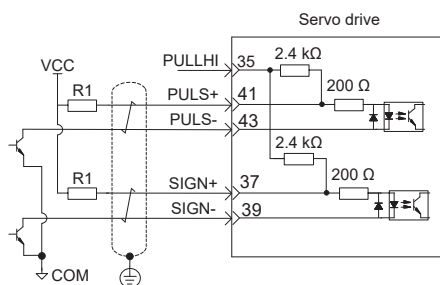 Servo drive
PULLHI 35 2.4 kΩ
VCC
R1 PULS+ 41 200 Ω
PULS- 43
2.4 kΩ
R1 SIGN+ 37 200 Ω
SIGN- 39
COM